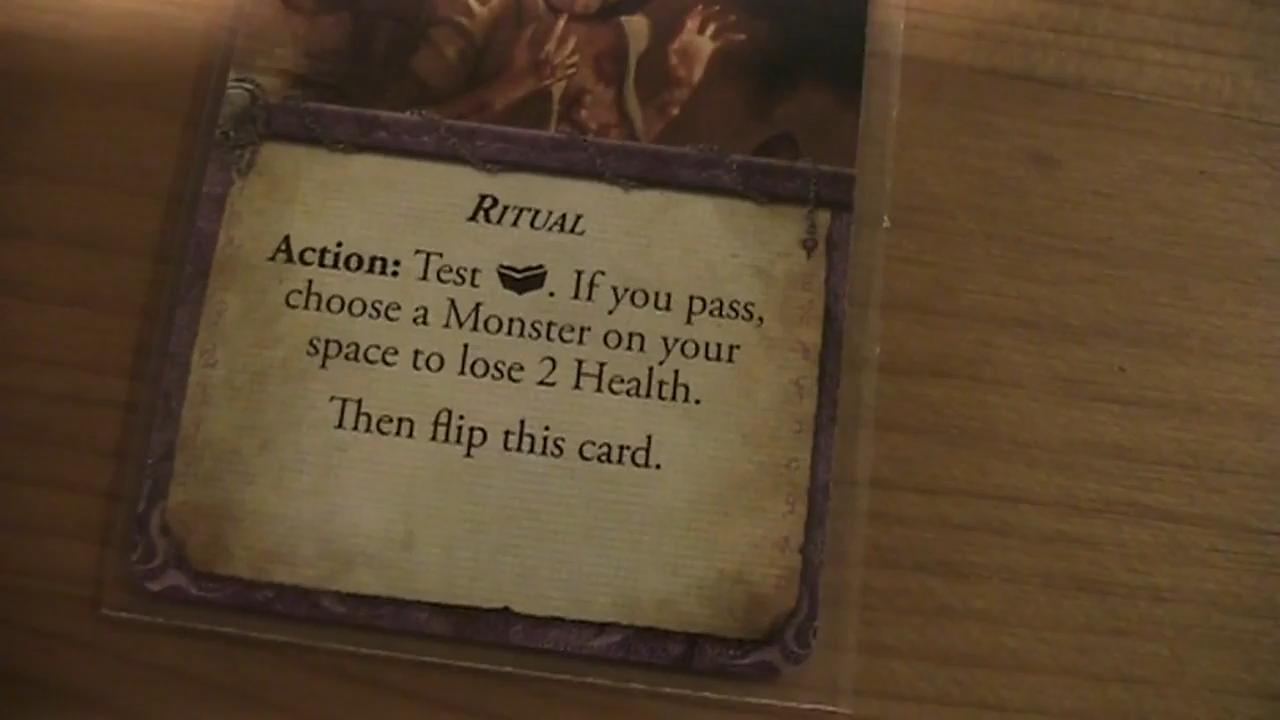 Ritual
Action: Test . If you pass,
choose a Monster on your
space to lose 2 Health.
Then flip this card.